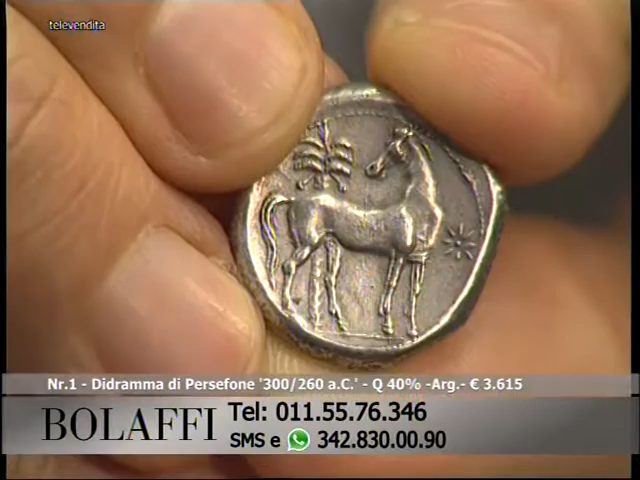 televendita
Nr.1 - Didramma di Persefone '300/260 a.C.' - Q 40% -Arg.- € 3.615
BOLAFFI
Tel: 011.55.76.346
SMS e 342.830.00.90